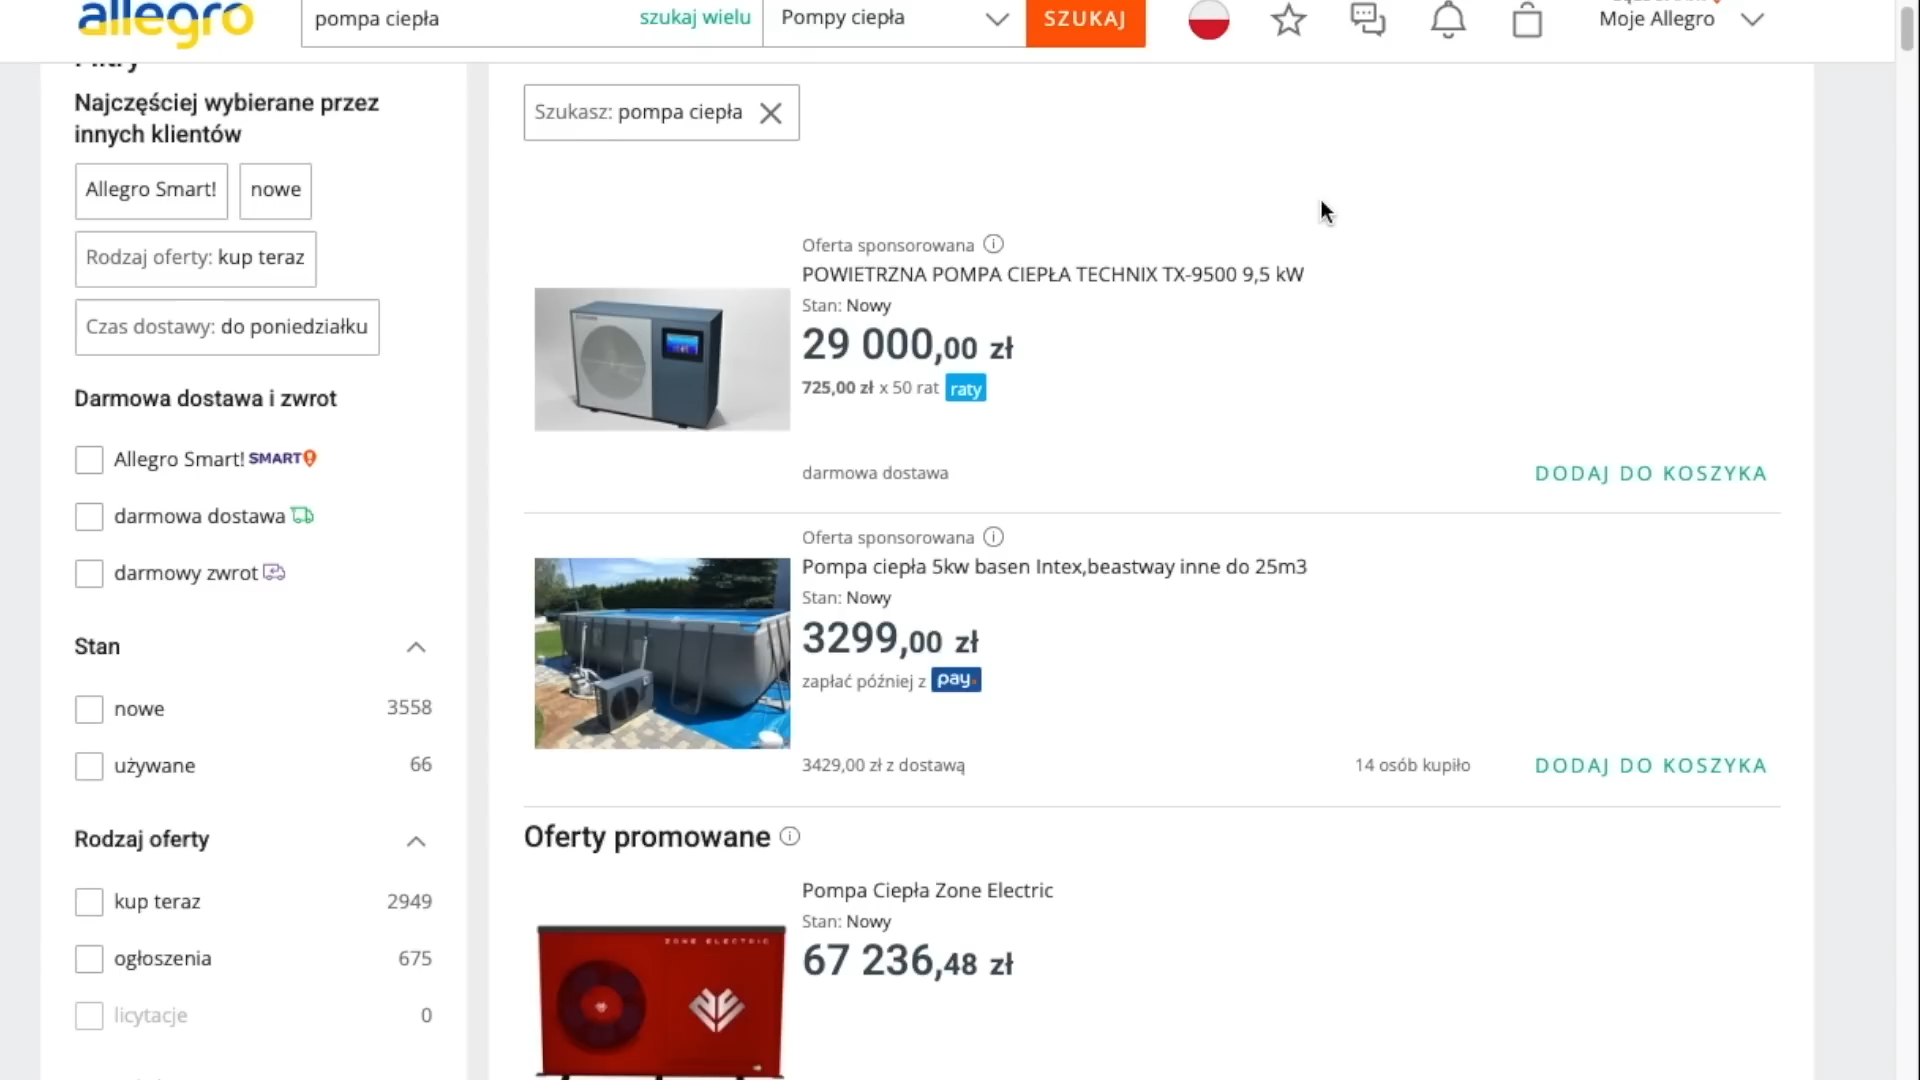 allegro
pompa ciepła
szukaj wielu
Pompy ciepła
SZUKAJ
Moje Allegro
Filtry
Najczęściej wybierane przez
innych klientów
Allegro Smart!
nowe
Rodzaj oferty: kup teraz
Czas dostawy: do poniedziałku
Darmowa dostawa i zwrot
Allegro Smart! SMART!
darmowa dostawa
darmowy zwrot
Stan
nowe 3558
używane 66
Rodzaj oferty
kup teraz 2949
ogłoszenia 675
licytacje 0
Szukasz: pompa ciepła
Oferta sponsorowana
POWIETRZNA POMPA CIEPŁA TECHNIX TX-9500 9,5 kW
Stan: Nowy
29 000,00 zł
725,00 zł x 50 rat raty
darmowa dostawa
DODAJ DO KOSZYKA
Oferta sponsorowana
Pompa ciepła 5kw basen Intex,beastway inne do 25m3
Stan: Nowy
3299,00 zł
zapłać później z pay
3429,00 zł z dostawą
14 osób kupiło
DODAJ DO KOSZYKA
Oferty promowane
Pompa Ciepła Zone Electric
Stan: Nowy
67 236,48 zł
ZONE ELECTRIC